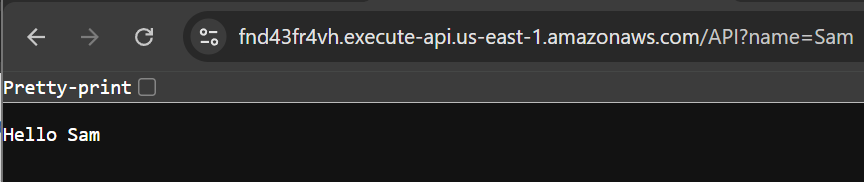 fnd43fr4vh.execute-api.us-east-1.amazonaws.com/API?name=Sam
Pretty-print
Hello Sam